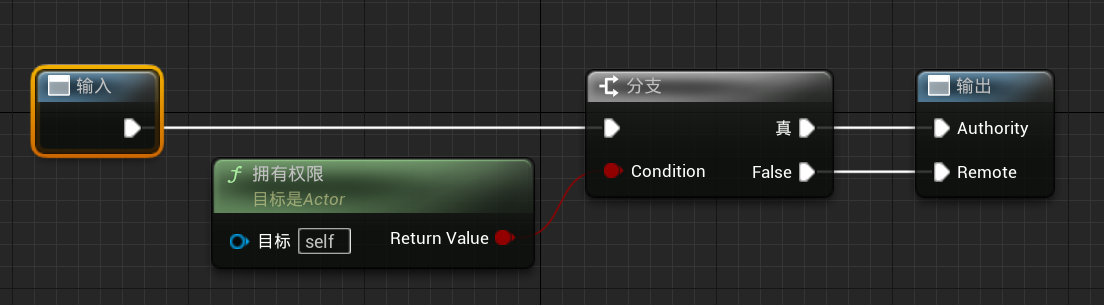 输入
拥有权限
目标是Actor
目标 self
Return Value
分支
真
Condition
False
输出
Authority
Remote